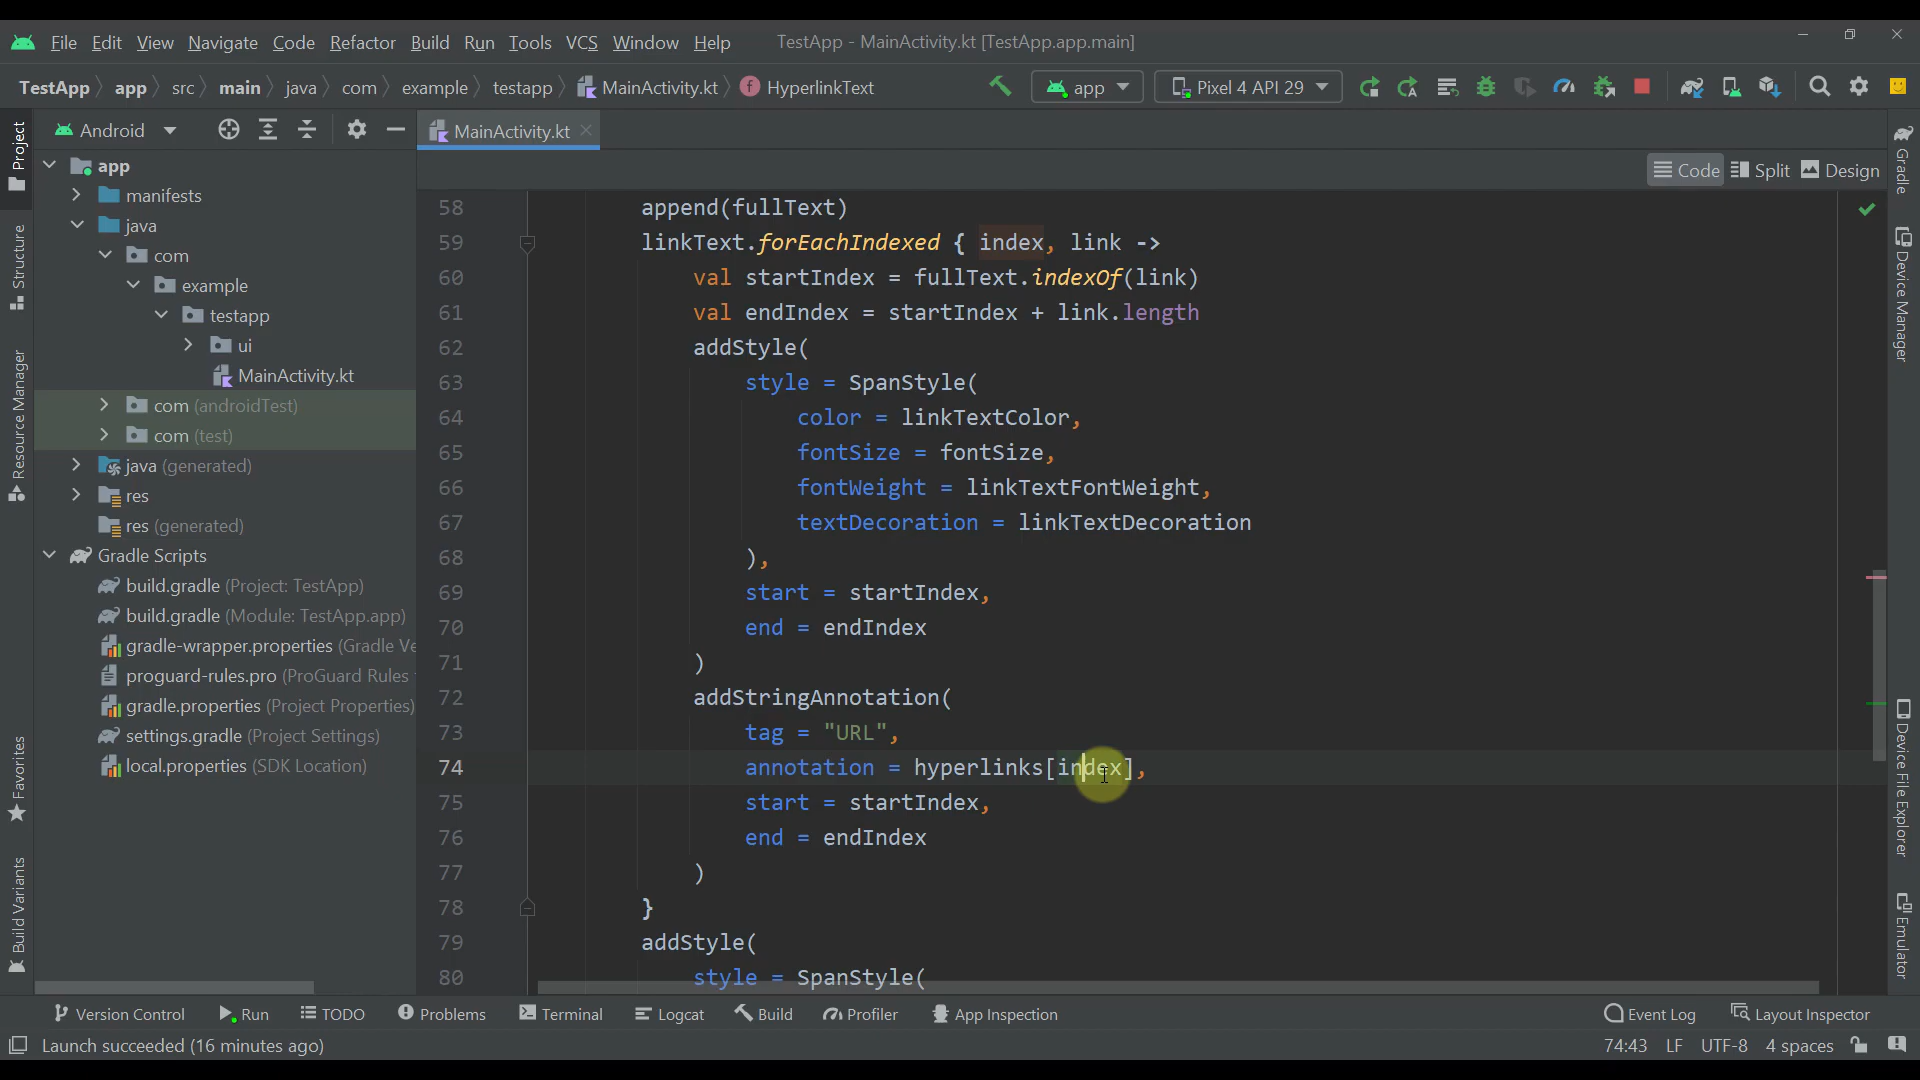 File Edit View Navigate Code Refactor Build Run Tools VCS Window Help TestApp - MainActivity.kt [TestApp.app.main]
TestApp app src main java com example testapp MainActivity.kt HyperlinkText app Pixel 4 API 29
Android
MainActivity.kt
Code Split Design
Project
Structure
Resource Manager
Favorites
Build Variants
app
manifests
java
com
example
testapp
ui
MainActivity.kt
com (androidTest)
com (test)
java (generated)
res
res (generated)
Gradle Scripts
build.gradle (Project: TestApp)
build.gradle (Module: TestApp.app)
gradle-wrapper.properties (Gradle Ve
proguard-rules.pro (ProGuard Rules
gradle.properties (Project Properties)
settings.gradle (Project Settings)
local.properties (SDK Location)
58 append(fullText)
59 linkText.forEachIndexed { index, link ->
60 val startIndex = fullText.indexOf(link)
61 val endIndex = startIndex + link.length
62 addStyle(
63 style = SpanStyle(
64 color = linkTextColor,
65 fontSize = fontSize,
66 fontWeight = linkTextFontWeight,
67 textDecoration = linkTextDecoration
68 ),
69 start = startIndex,
70 end = endIndex
71 )
72 addStringAnnotation(
73 tag = "URL",
74 annotation = hyperlinks[index],
75 start = startIndex,
76 end = endIndex
77 )
78 }
79 addStyle(
80 style = SpanStyle(
Gradle
Device Manager
Device File Explorer
Emulator
Version Control Run TODO Problems Terminal Logcat Build Profiler App Inspection Event Log Layout Inspector
Launch succeeded (16 minutes ago) 74:43 LF UTF-8 4 spaces